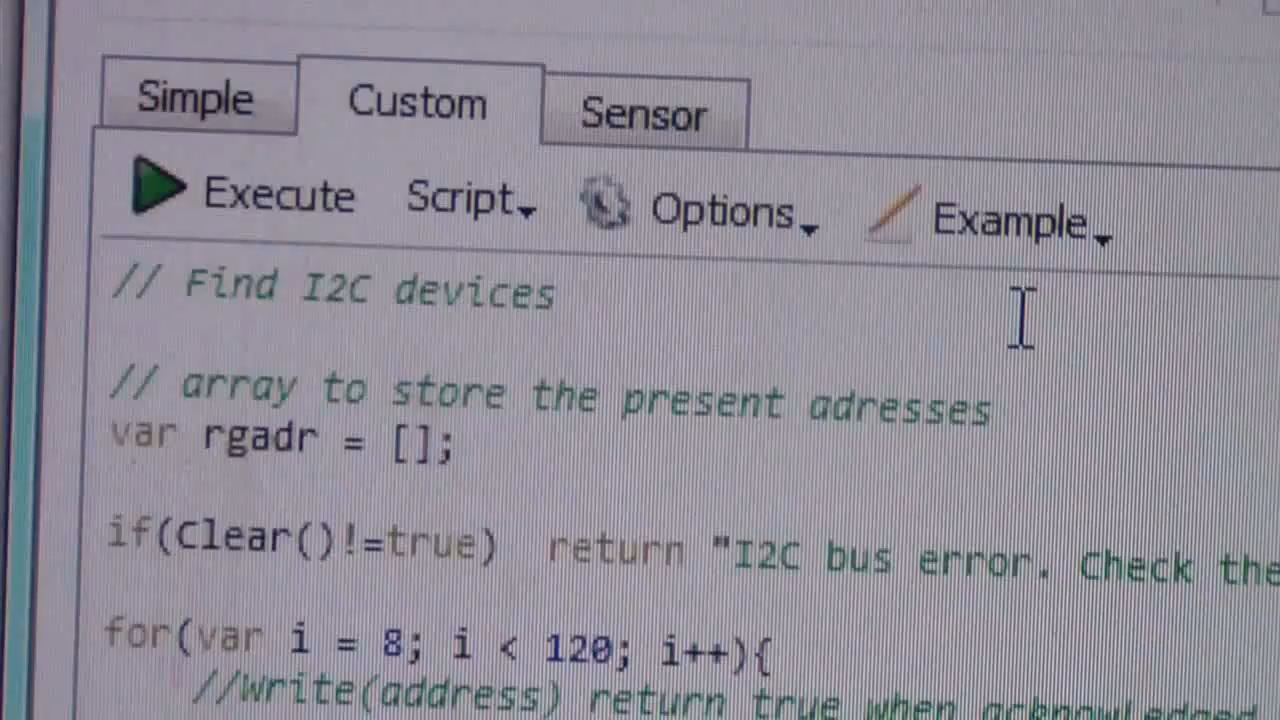 Simple Custom Sensor
Execute Script Options Example
// Find I2C devices
// array to store the present adresses
var rgadr = [];
if(Clear()!=true) return "I2C bus error. Check the
for(var i = 8; i < 120; i++){
//Write(address) return true when acknowledged